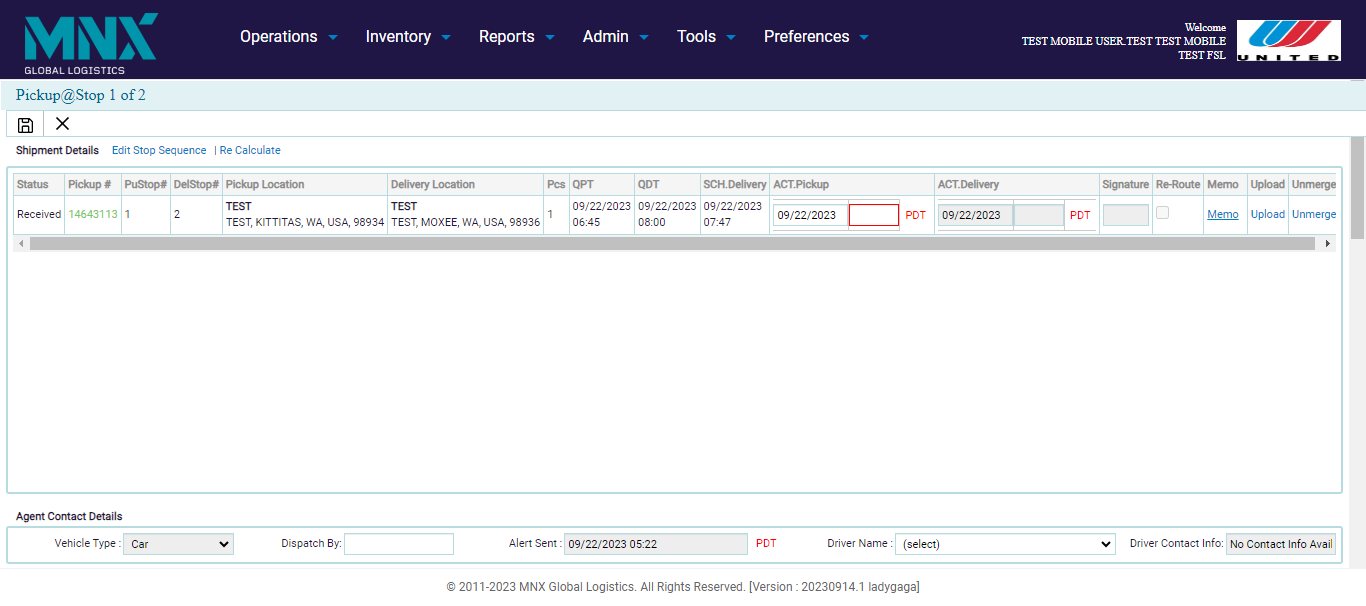 MNX
GLOBAL LOGISTICS
Operations Inventory Reports Admin Tools Preferences
Welcome
TEST MOBILE USER.TEST TEST MOBILE
TEST FSL
UNITED
Pickup@Stop 1 of 2
Shipment Details Edit Stop Sequence | Re Calculate
Status Pickup # PuStop# DelStop# Pickup Location Delivery Location Pcs QPT QDT SCH.Delivery ACT.Pickup ACT.Delivery Signature Re-Route Memo Upload Unmerge
Received 14643113 1 2 TEST TEST 1 09/22/2023 09/22/2023 09/22/2023 09/22/2023 PDT 09/22/2023 PDT Memo Upload Unmerge
TEST, KITTITAS, WA, USA, 98934 TEST, MOXEE, WA, USA, 98936 06:45 08:00 07:47
Agent Contact Details
Vehicle Type : Car Dispatch By: Alert Sent : 09/22/2023 05:22 PDT Driver Name : (select) Driver Contact Info: No Contact Info Avail
© 2011-2023 MNX Global Logistics. All Rights Reserved. [Version : 20230914.1 ladygaga]